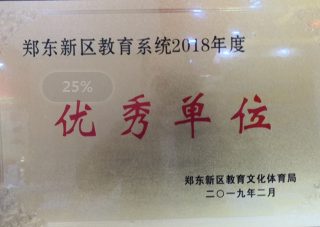 郑东新区教育系统2018年度
25%
优秀单位
郑东新区教育文化体育局
二〇一九年二月